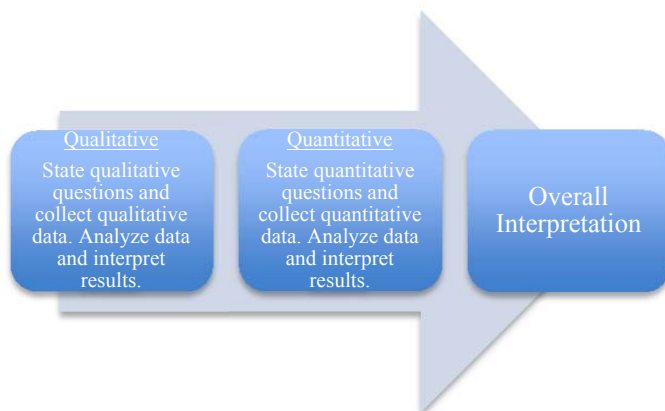 Qualitative
State qualitative
questions and
collect qualitative
data. Analyze data
and interpret
results.
Quantitative
State quantitative
questions and
collect quantitative
data. Analyze data
and interpret
results.
Overall
Interpretation